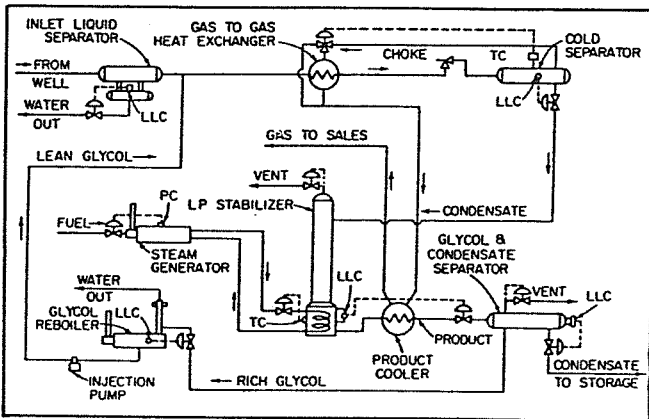 INLET LIQUID
SEPARATOR
GAS TO GAS
HEAT EXCHANGER
COLD
SEPARATOR
TC
CHOKE
FROM
WELL
LLC
LLC
WATER
OUT
GAS TO SALES
LEAN GLYCOL
VENT
PC
LP STABILIZER
CONDENSATE
FUEL
GLYCOL &
CONDENSATE
SEPARATOR
STEAM
GENERATOR
WATER
OUT
LLC
VENT
LLC
GLYCOL
REBOILER
LLC
TC
PRODUCT
PRODUCT
COOLER
CONDENSATE
TO STORAGE
INJECTION
PUMP
RICH GLYCOL